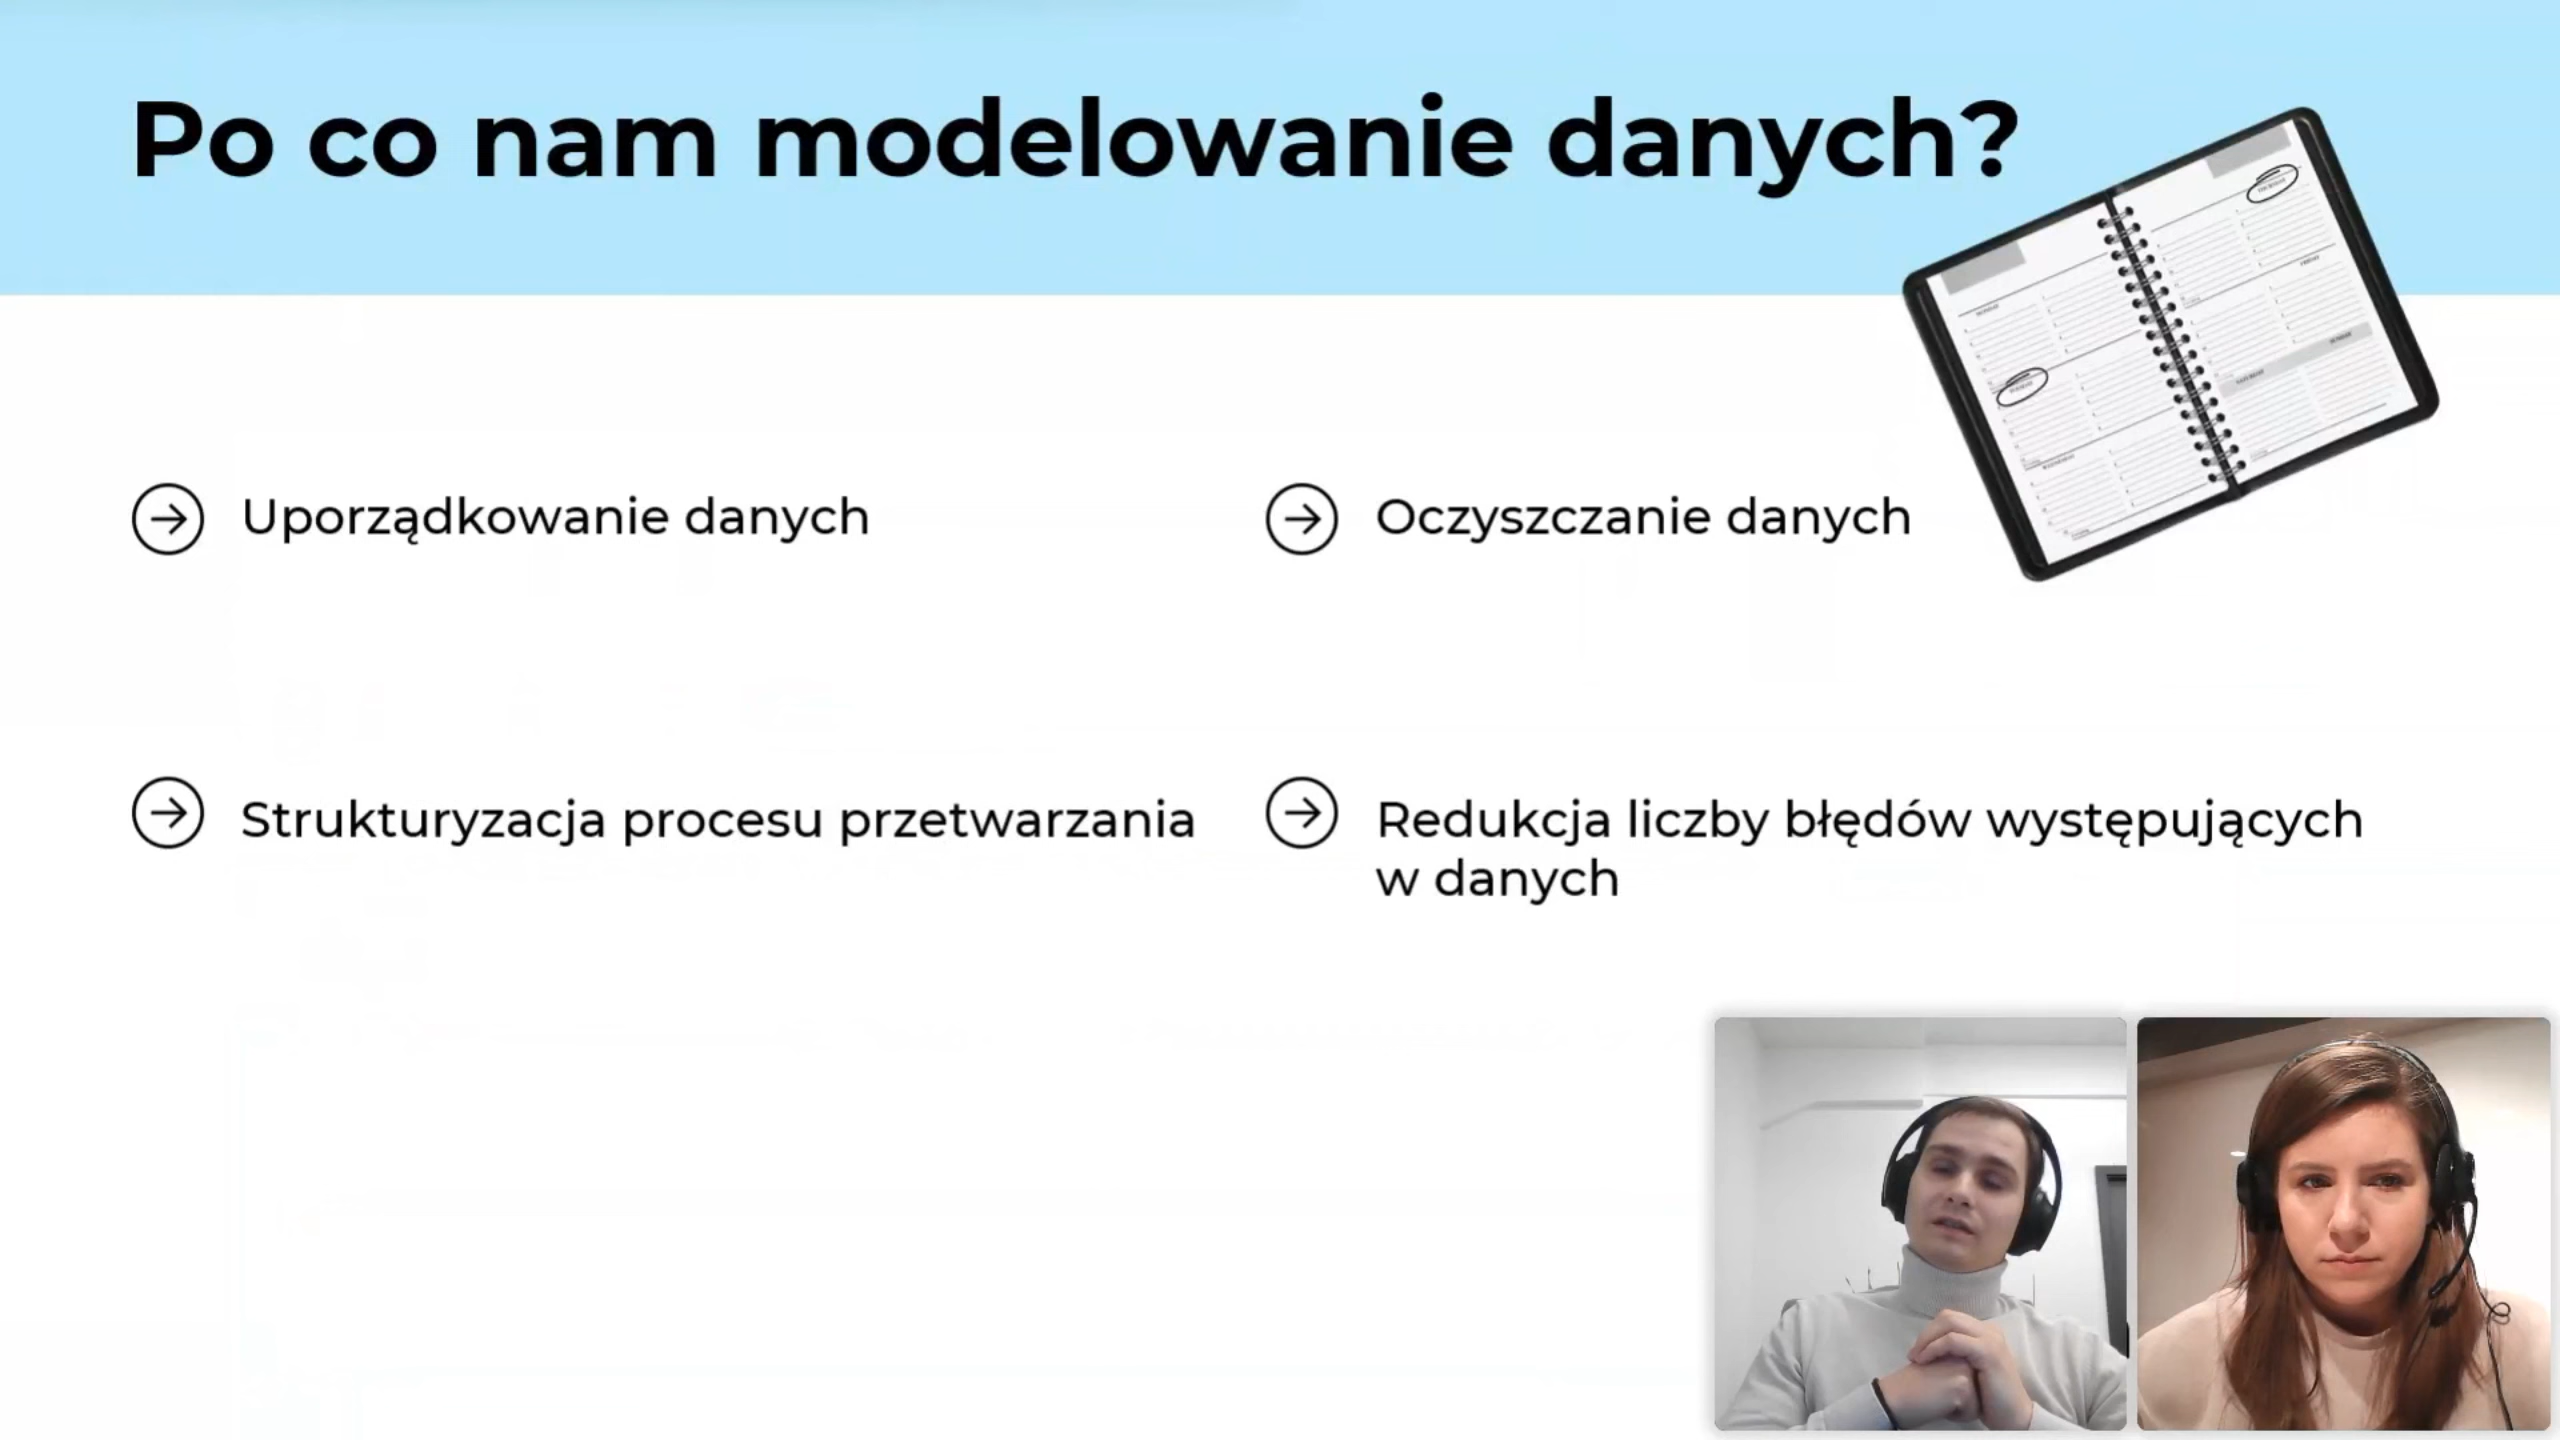 Po co nam modelowanie danych?
Uporządkowanie danych
Oczyszczanie danych
Strukturyzacja procesu przetwarzania
Redukcja liczby błędów występujących
w danych